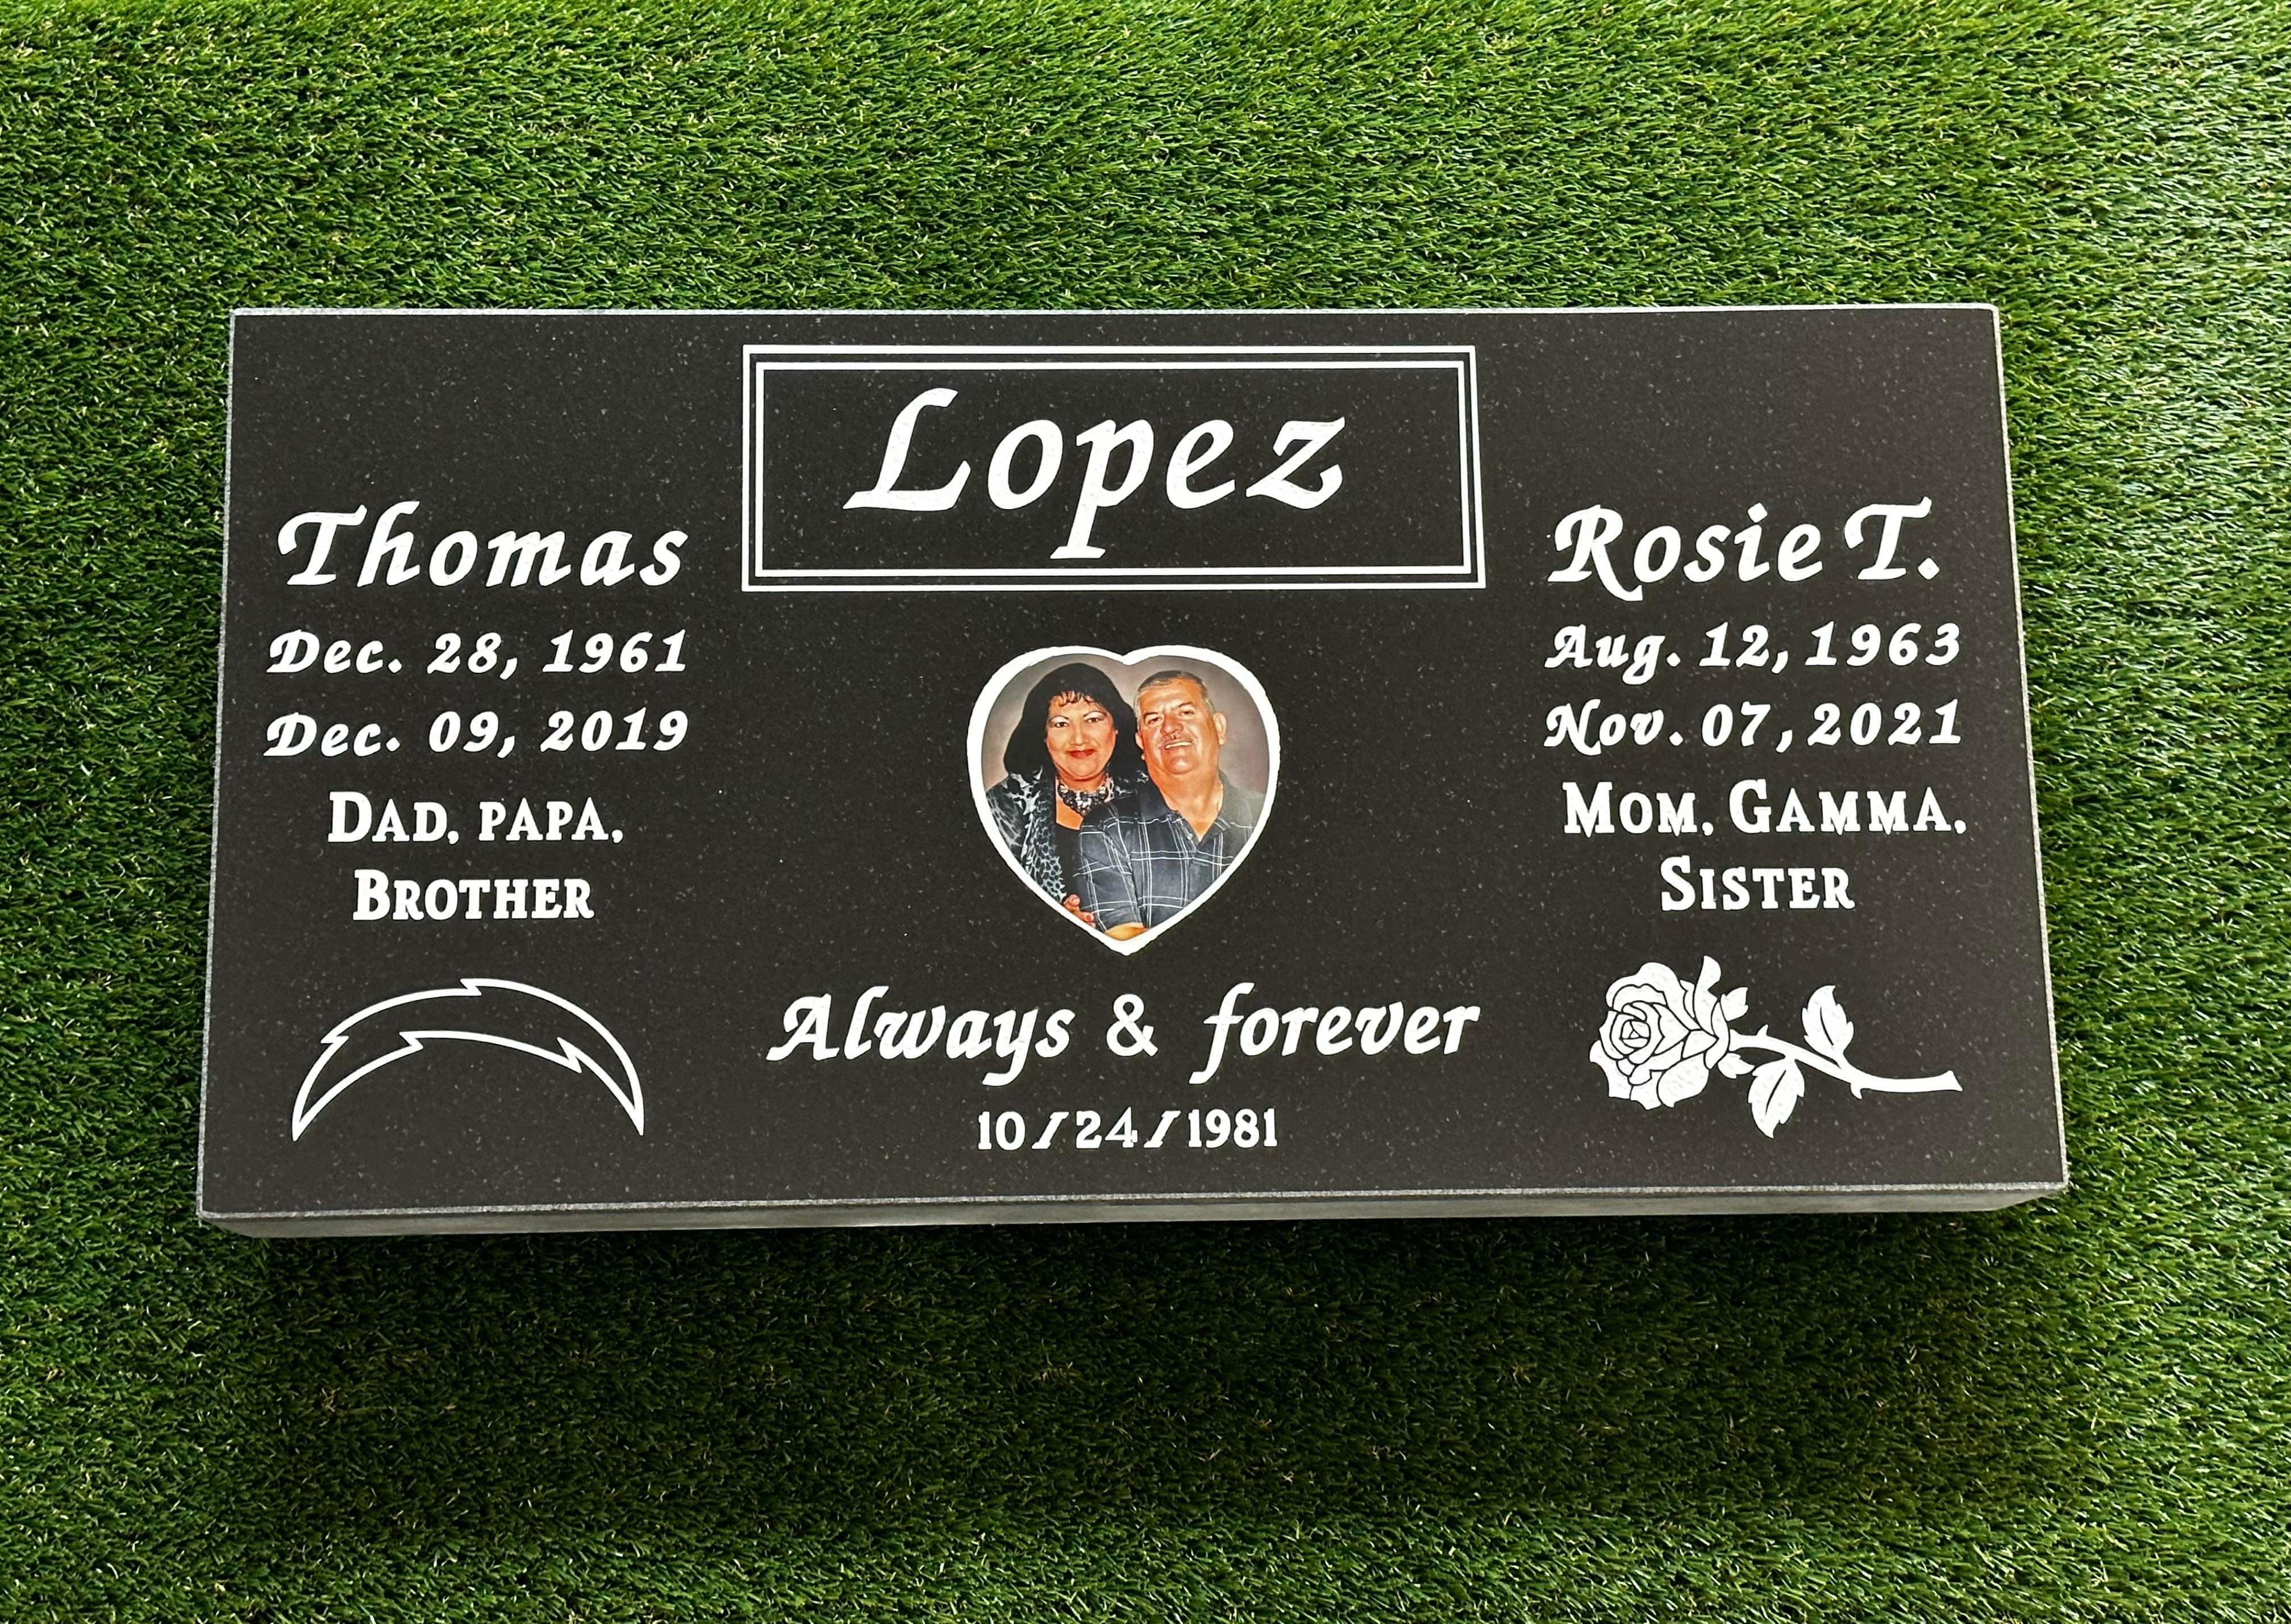 Lopez
Thomas
Dec. 28, 1961
Dec. 09, 2019
DAD, PAPA,
BROTHER
Rosie T.
Aug. 12, 1963
Nov. 07, 2021
MOM, GAMMA,
SISTER
Always & forever
10/24/1981